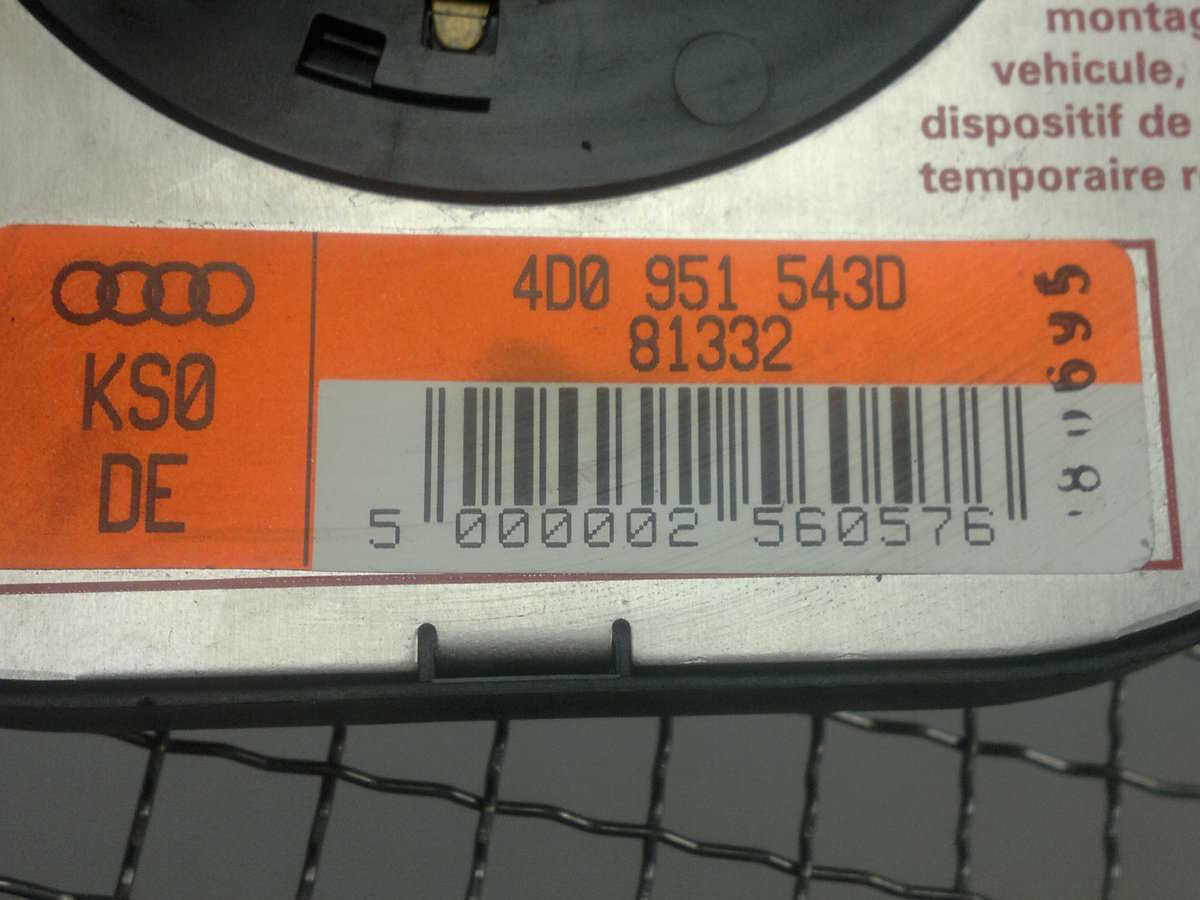 montag
vehicule,
dispositif de
temporaire r
KS0
DE
4D0 951 543D
81332
5 000002 560576